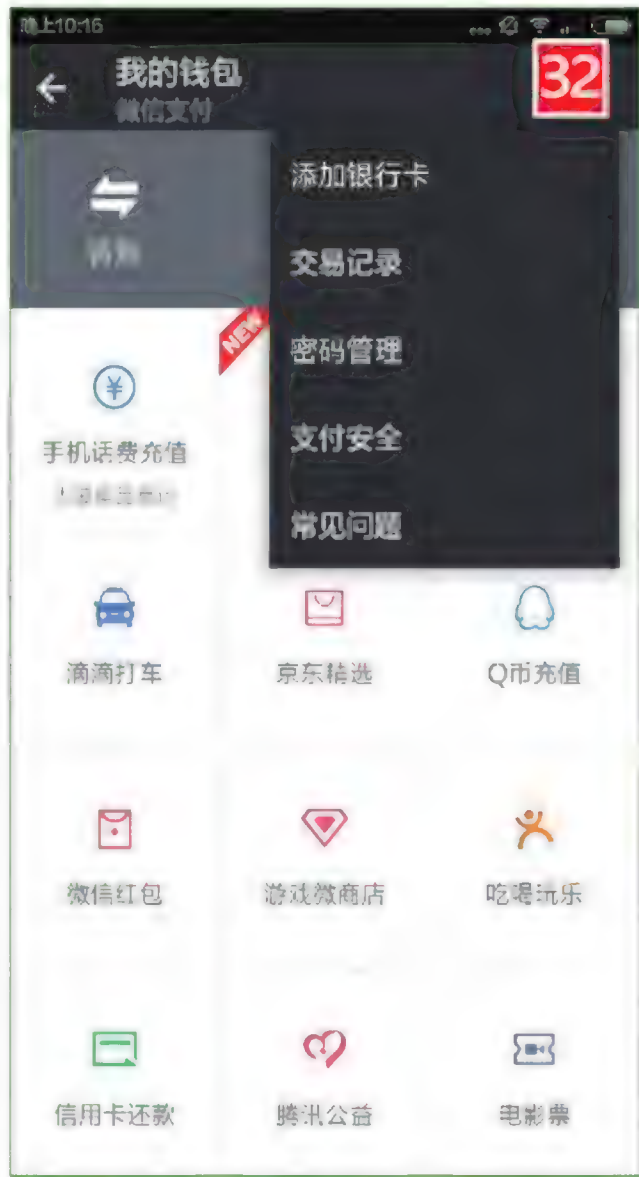 晚上10:16
我的钱包
微信支付
32
转账
添加银行卡
交易记录
密码管理
支付安全
常见问题
NEW
手机话费充值
滴滴打车
京东精选
Q币充值
微信红包
游戏微商店
吃喝玩乐
信用卡还款
腾讯公益
电影票